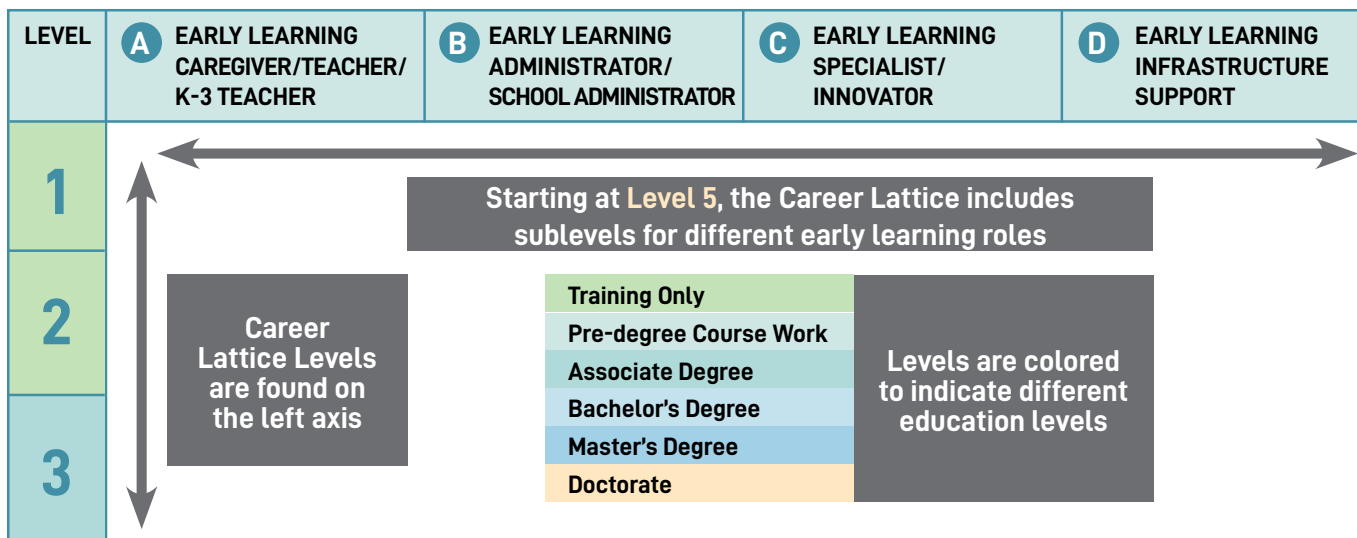 LEVEL
A
EARLY LEARNING
CAREGIVER/TEACHER/
K-3 TEACHER
B
EARLY LEARNING
ADMINISTRATOR/
SCHOOL ADMINISTRATOR
C
EARLY LEARNING
SPECIALIST/
INNOVATOR
D
EARLY LEARNING
INFRASTRUCTURE
SUPPORT
1
2
3
Starting at Level 5, the Career Lattice includes
sublevels for different early learning roles
Career
Lattice Levels
are found on
the left axis
Training Only
Pre-degree Course Work
Associate Degree
Bachelor's Degree
Master's Degree
Doctorate
Levels are colored
to indicate different
education levels